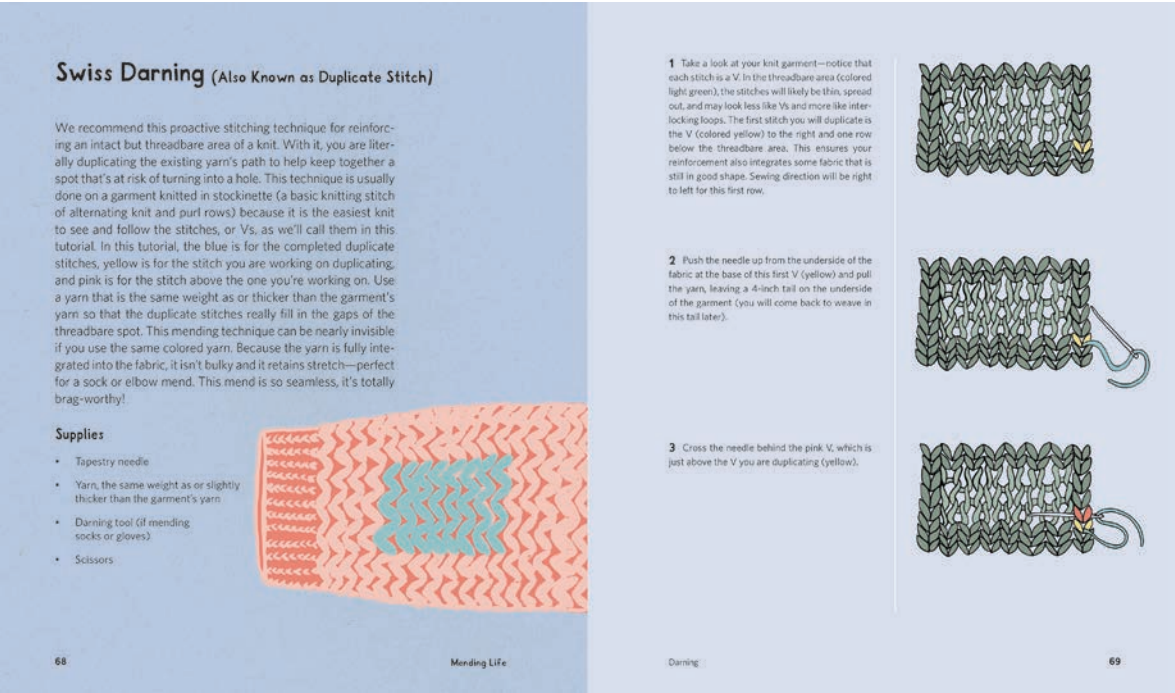 Swiss Darning (Also Known as Duplicate Stitch)
We recommend this proactive stitching technique for reinforc-
ing an intact but threadbare area of a knit. With it, you are liter-
ally duplicating the existing yarn's path to help keep together a
spot that's at risk of turning into a hole. This technique is usually
done on a garment knitted in stockinette (a basic knitting stitch
of alternating knit and purl rows) because it is the easiest knit
to see and follow the stitches, or Vs, as we'll call them in this
tutorial. In this tutorial, the blue is for the completed duplicate
stitches, yellow is for the stitch you are working on duplicating,
and pink is for the stitch above the one you're working on. Use
a yarn that is the same weight as or thicker than the garment's
yarn so that the duplicate stitches really fill in the gaps of the
threadbare spot. This mending technique can be nearly invisible
if you use the same colored yarn. Because the yarn is fully inte-
grated into the fabric, it isn't bulky and it retains stretch—perfect
for a sock or elbow mend. This mend is so seamless, it's totally
brag-worthy!
Supplies
• Tapestry needle
• Yarn, the same weight as or slightly
thicker than the garment's yarn
• Darning tool (if mending
socks or gloves)
• Scissors
68
Mending Life
1 Take a look at your knit garment—notice that
each stitch is a V. In the threadbare area (colored
light green), the stitches will likely be thin, spread
out, and may look less like Vs and more like inter-
locking loops. The first stitch you will duplicate is
the V (colored yellow) to the right and one row
below the threadbare area. This ensures your
reinforcement also integrates some fabric that is
still in good shape. Sewing direction will be right
to left for this first row.
2 Push the needle up from the underside of the
fabric at the base of this first V (yellow) and pull
the yarn, leaving a 4-inch tail on the underside
of the garment (you will come back to weave in
this tail later).
3 Cross the needle behind the pink V, which is
just above the V you are duplicating (yellow).
Darning
69